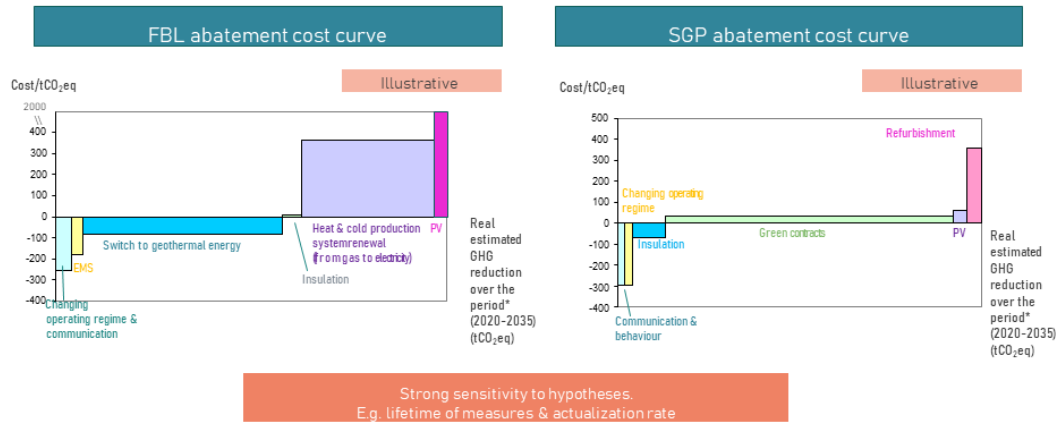 FBL abatement cost curve
SGP abatement cost curve
Illustrative
Cost/tCO₂eq
2000
\\
400
300
200
100
0
-100
-200
-300
-400
EMS
Switch to geothermal energy
Heat & cold production
systemrenewal
(from gas to electricity)
PV
Insulation
Changing
operating regime &
communication
Real
estimated
GHG
reduction
over the
period*
(2020-2035)
(tCO₂eq)
Illustrative
Cost/tCO₂eq
500
400
300
200
100
0
-100
-200
-300
-400
Refurbishment
Changing operating
regime
Insulation
Green contracts
PV
Communication &
behaviour
Real
estimated
GHG
reduction
over the
period*
(2020-2035)
(tCO₂eq)
Strong sensitivity to hypotheses.
E.g. lifetime of measures & actualization rate